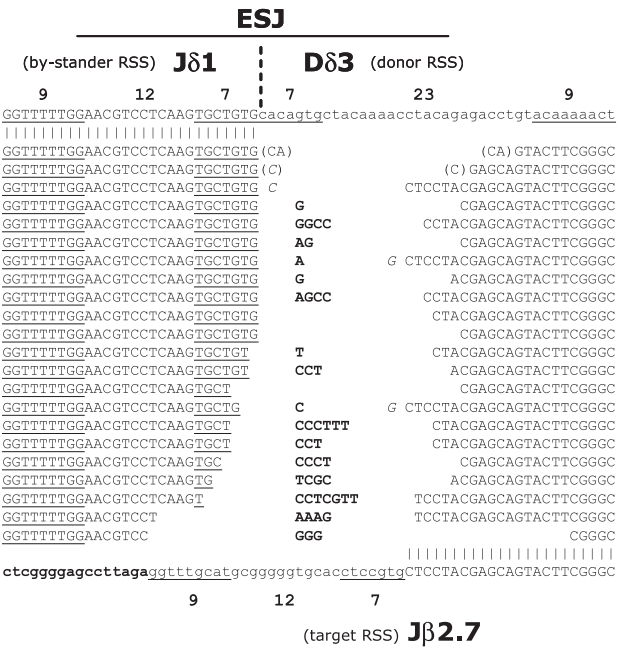 ESJ
(by-stander RSS) Jδ1 Dδ3 (donor RSS)
9 12 7 7 23 9
GGTTTTTGGAACGTCCTCAAGTGCTGTGcacagtgctacaaaacctacagagacctgtacaaaaact
||||||||||||||||||||||||||||
GGTTTTTGGAACGTCCTCAAGTGCTGTG(CA) (CA)GTACTTCGGGC
GGTTTTTGGAACGTCCTCAAGTGCTGTG(C) (C)GAGCAGTACTTCGGGC
GGTTTTTGGAACGTCCTCAAGTGCTGTG C CTCCTACGAGCAGTACTTCGGGC
GGTTTTTGGAACGTCCTCAAGTGCTGTG G CGAGCAGTACTTCGGGC
GGTTTTTGGAACGTCCTCAAGTGCTGTG GGCC CCTACGAGCAGTACTTCGGGC
GGTTTTTGGAACGTCCTCAAGTGCTGTG AG CGAGCAGTACTTCGGGC
GGTTTTTGGAACGTCCTCAAGTGCTGTG A G CTCCTACGAGCAGTACTTCGGGC
GGTTTTTGGAACGTCCTCAAGTGCTGTG G ACGAGCAGTACTTCGGGC
GGTTTTTGGAACGTCCTCAAGTGCTGTG AGCC CCTACGAGCAGTACTTCGGGC
GGTTTTTGGAACGTCCTCAAGTGCTGTG CTACGAGCAGTACTTCGGGC
GGTTTTTGGAACGTCCTCAAGTGCTGTG CGAGCAGTACTTCGGGC
GGTTTTTGGAACGTCCTCAAGTGCTGT T CTACGAGCAGTACTTCGGGC
GGTTTTTGGAACGTCCTCAAGTGCTGT CCT ACGAGCAGTACTTCGGGC
GGTTTTTGGAACGTCCTCAAGTGCT CGAGCAGTACTTCGGGC
GGTTTTTGGAACGTCCTCAAGTGCTG C G CTCCTACGAGCAGTACTTCGGGC
GGTTTTTGGAACGTCCTCAAGTGCT CCCTTT CTACGAGCAGTACTTCGGGC
GGTTTTTGGAACGTCCTCAAGTGCT CCT CTACGAGCAGTACTTCGGGC
GGTTTTTGGAACGTCCTCAAGTGC CCCT CGAGCAGTACTTCGGGC
GGTTTTTGGAACGTCCTCAAGTG TCGC ACGAGCAGTACTTCGGGC
GGTTTTTGGAACGTCCTCAAGT CCTCGTT TCCTACGAGCAGTACTTCGGGC
GGTTTTTGGAACGTCCT AAAG TCCTACGAGCAGTACTTCGGGC
GGTTTTTGGAACGTCC GGG CGGGC
|||||||||||||||||||||||
ctcggggagccttagaggtttgcatgcgggggtgcacctccgtgCTCCTACGAGCAGTACTTCGGGC
9 12 7
(target RSS) Jβ2.7